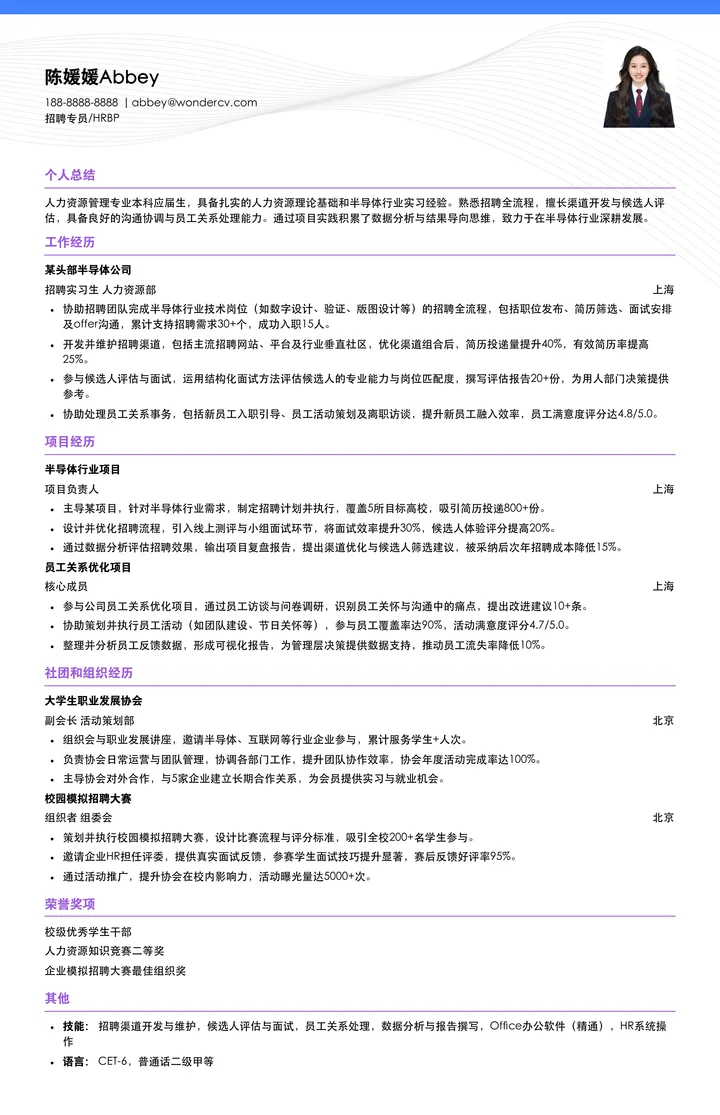 陈媛媛Abbey
188-8888-8888 | abbey@wondercv.com
招聘专员/HRBP
个人总结
人力资源管理专业本科应届生，具备扎实的人力资源理论基础和半导体行业实习经验。熟悉招聘全流程，擅长渠道开发与候选人评
估，具备良好的沟通协调与员工关系处理能力。通过项目实践积累了数据分析与结果导向思维，致力于在半导体行业深耕发展。
工作经历
某头部半导体公司
招聘实习生 人力资源部 上海
• 协助招聘团队完成半导体行业技术岗位（如数字设计、验证、版图设计等）的招聘全流程，包括职位发布、简历筛选、面试安排
及offer沟通，累计支持招聘需求30+个，成功入职15人。
• 开发并维护招聘渠道，包括主流招聘网站、平台及行业垂直社区，优化渠道组合后，简历投递量提升40%，有效简历率提高
25%。
• 参与候选人评估与面试，运用结构化面试方法评估候选人的专业能力与岗位匹配度，撰写评估报告20+份，为用人部门决策提供
参考。
• 协助处理员工关系事务，包括新员工入职引导、员工活动策划及离职访谈，提升新员工融入效率，员工满意度评分达4.8/5.0。
项目经历
半导体行业项目
项目负责人 上海
• 主导某项目，针对半导体行业需求，制定招聘计划并执行，覆盖5所目标高校，吸引简历投递800+份。
• 设计并优化招聘流程，引入线上测评与小组面试环节，将面试效率提升30%，候选人体验评分提高20%。
• 通过数据分析评估招聘效果，输出项目复盘报告，提出渠道优化与候选人筛选建议，被采纳后次年招聘成本降低15%。
员工关系优化项目
核心成员 上海
• 参与公司员工关系优化项目，通过员工访谈与问卷调研，识别员工关怀与沟通中的痛点，提出改进建议10+条。
• 协助策划并执行员工活动（如团队建设、节日关怀等），参与员工覆盖率达90%，活动满意度评分4.7/5.0。
• 整理并分析员工反馈数据，形成可视化报告，为管理层决策提供数据支持，推动员工流失率降低10%。
社团和组织经历
大学生职业发展协会
副会长 活动策划部 北京
• 组织会与职业发展讲座，邀请半导体、互联网等行业企业参与，累计服务学生+人次。
• 负责协会日常运营与团队管理，协调各部门工作，提升团队协作效率，协会年度活动完成率达100%。
• 主导协会对外合作，与5家企业建立长期合作关系，为会员提供实习与就业机会。
校园模拟招聘大赛
组织者 组委会 北京
• 策划并执行校园模拟招聘大赛，设计比赛流程与评分标准，吸引全校200+名学生参与。
• 邀请企业HR担任评委，提供真实面试反馈，参赛学生面试技巧提升显著，赛后反馈好评率95%。
• 通过活动推广，提升协会在校内影响力，活动曝光量达5000+次。
荣誉奖项
校级优秀学生干部
人力资源知识竞赛二等奖
企业模拟招聘大赛最佳组织奖
其他
• 技能： 招聘渠道开发与维护，候选人评估与面试，员工关系处理，数据分析与报告撰写，Office办公软件（精通），HR系统操
作
• 语言： CET-6，普通话二级甲等